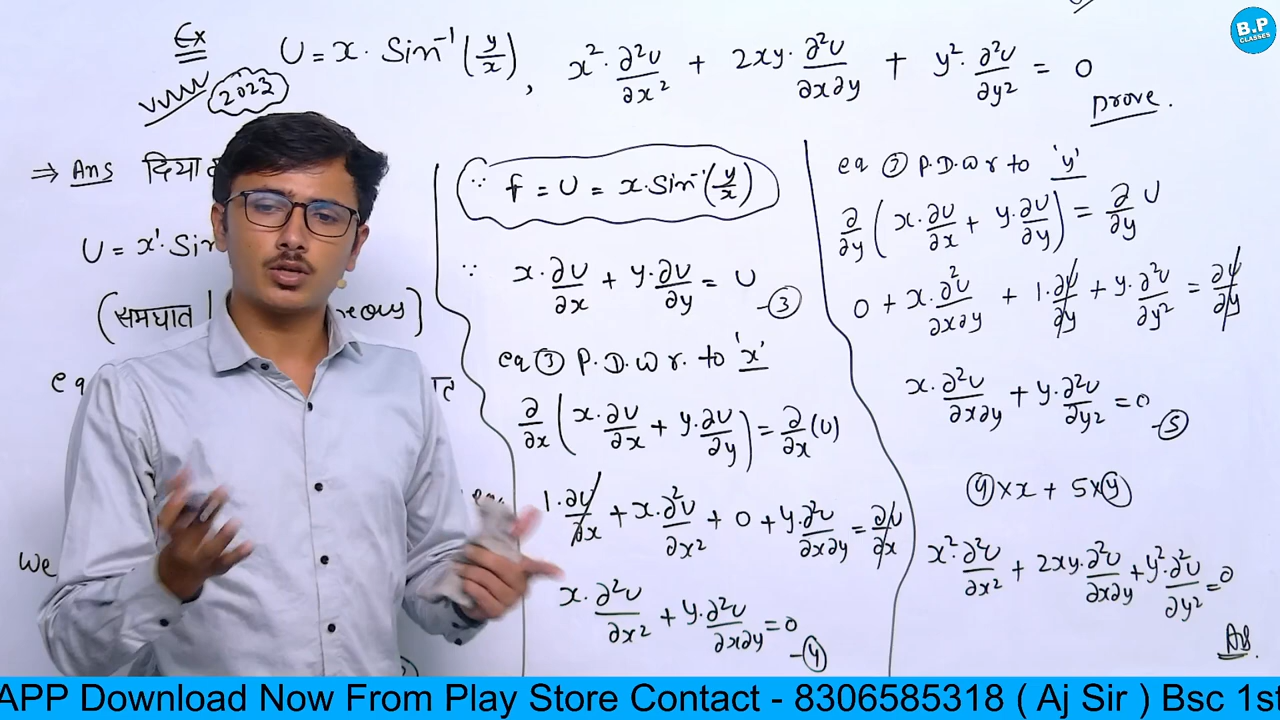 Ex U = x · Sin⁻¹ (y/x), x² · ∂²U/∂x² + 2xy · ∂²U/∂x∂y + y² · ∂²U/∂y² = 0
2023
prove.
B.P
CLASSES
⇒ Ans दिया
U = x' · Sin
(समघात
neous)
eq
We
∵ f = U = x · Sin⁻¹ (y/x)
∵ x · ∂U/∂x + y · ∂U/∂y = U - ③
eq ③ P.D.W r. to 'x'
∂/∂x (x · ∂U/∂x + y · ∂U/∂y) = ∂/∂x (U)
1 · ∂U/∂x + x · ∂²U/∂x² + 0 + y · ∂²U/∂x∂y = ∂U/∂x
x · ∂²U/∂x² + y · ∂²U/∂x∂y = 0 - ④
eq ③ P.D.W r to 'y'
∂/∂y (x · ∂U/∂x + y · ∂U/∂y) = ∂/∂y U
0 + x · ∂²U/∂x∂y + 1 · ∂U/∂y + y · ∂²U/∂y² = ∂U/∂y
x · ∂²U/∂x∂y + y · ∂²U/∂y² = 0 - ⑤
④ × x + 5 × y
x² · ∂²U/∂x² + 2xy · ∂²U/∂x∂y + y² · ∂²U/∂y² = 0
APP Download Now From Play Store Contact - 8306585318 ( Aj Sir ) Bsc 1st